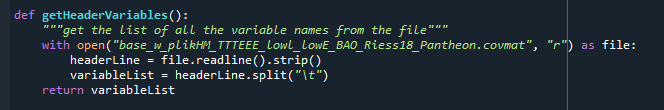 def getHeaderVariables():
    """get the list of all the variable names from the file"""
    with open("base_w_plikHM_TTTEEE_lowl_lowE_BAO_Riess18_Pantheon.covmat", "r") as file:
        headerLine = file.readline().strip()
        variableList = headerLine.split("\t")
    return variableList